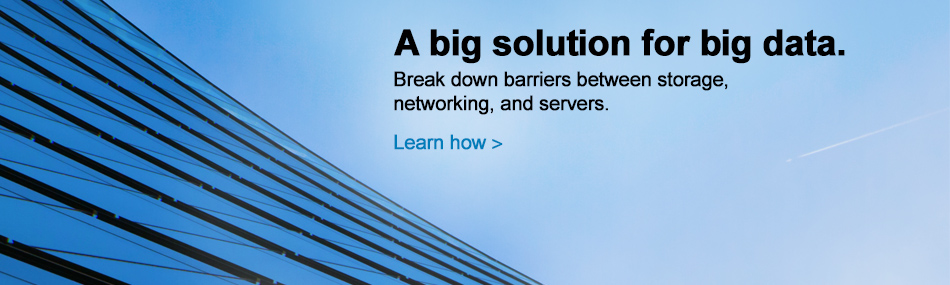 A big solution for big data.
Break down barriers between storage,
networking, and servers.
Learn how >